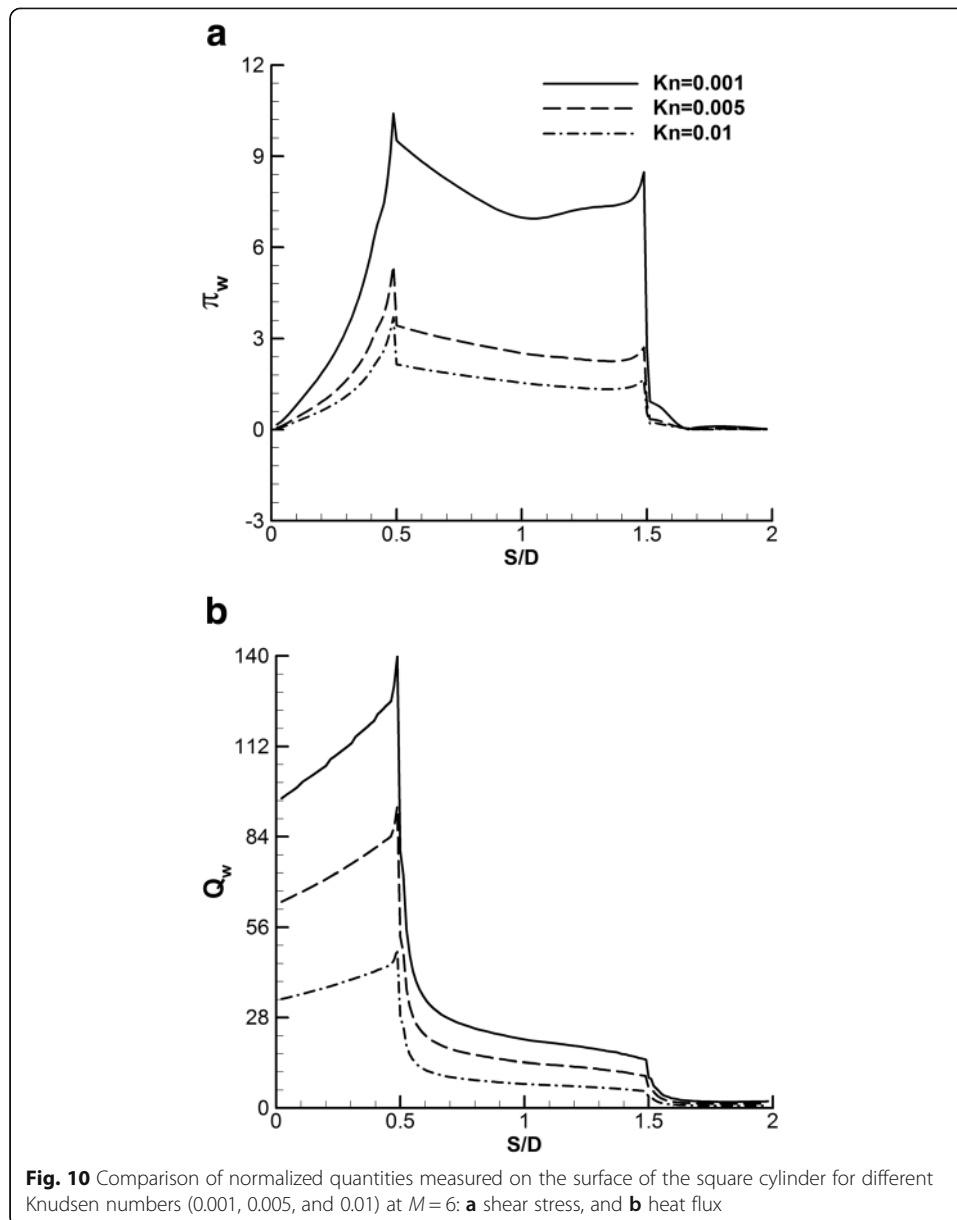 a
12
9
6
3
0
-3
π_w
Kn=0.001
Kn=0.005
Kn=0.01
0
0.5
1
1.5
2
S/D
b
140
112
84
56
28
0
Q_w
0
0.5
1
1.5
2
S/D
Fig. 10 Comparison of normalized quantities measured on the surface of the square cylinder for different
Knudsen numbers (0.001, 0.005, and 0.01) at M = 6: a shear stress, and b heat flux